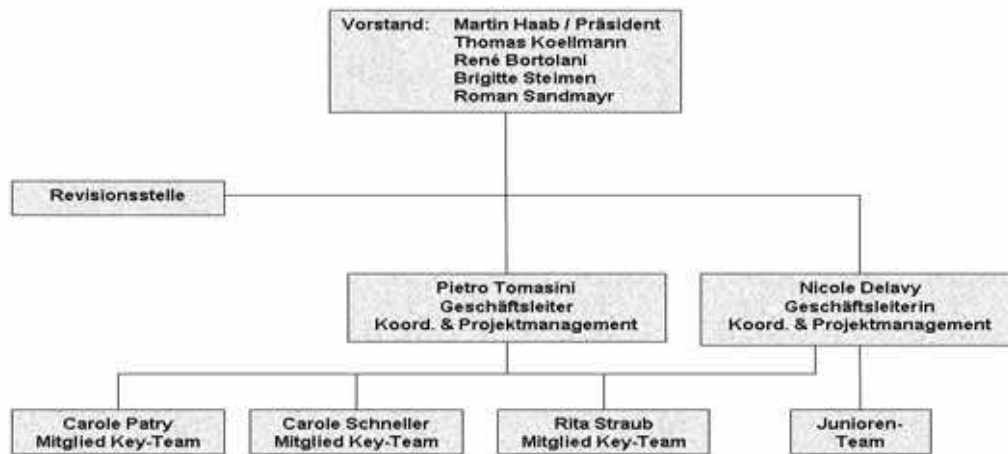 Vorstand: Martin Haab / Präsident
Thomas Koellmann
René Bortolani
Brigitte Steimen
Roman Sandmayr
Revisionsstelle
Pietro Tomasini
Geschäftsleiter
Koord. & Projektmanagement
Nicole Delavy
Geschäftsleiterin
Koord. & Projektmanagement
Carole Patry
Mitglied Key-Team
Carole Schneller
Mitglied Key-Team
Rita Straub
Mitglied Key-Team
Junioren-
Team